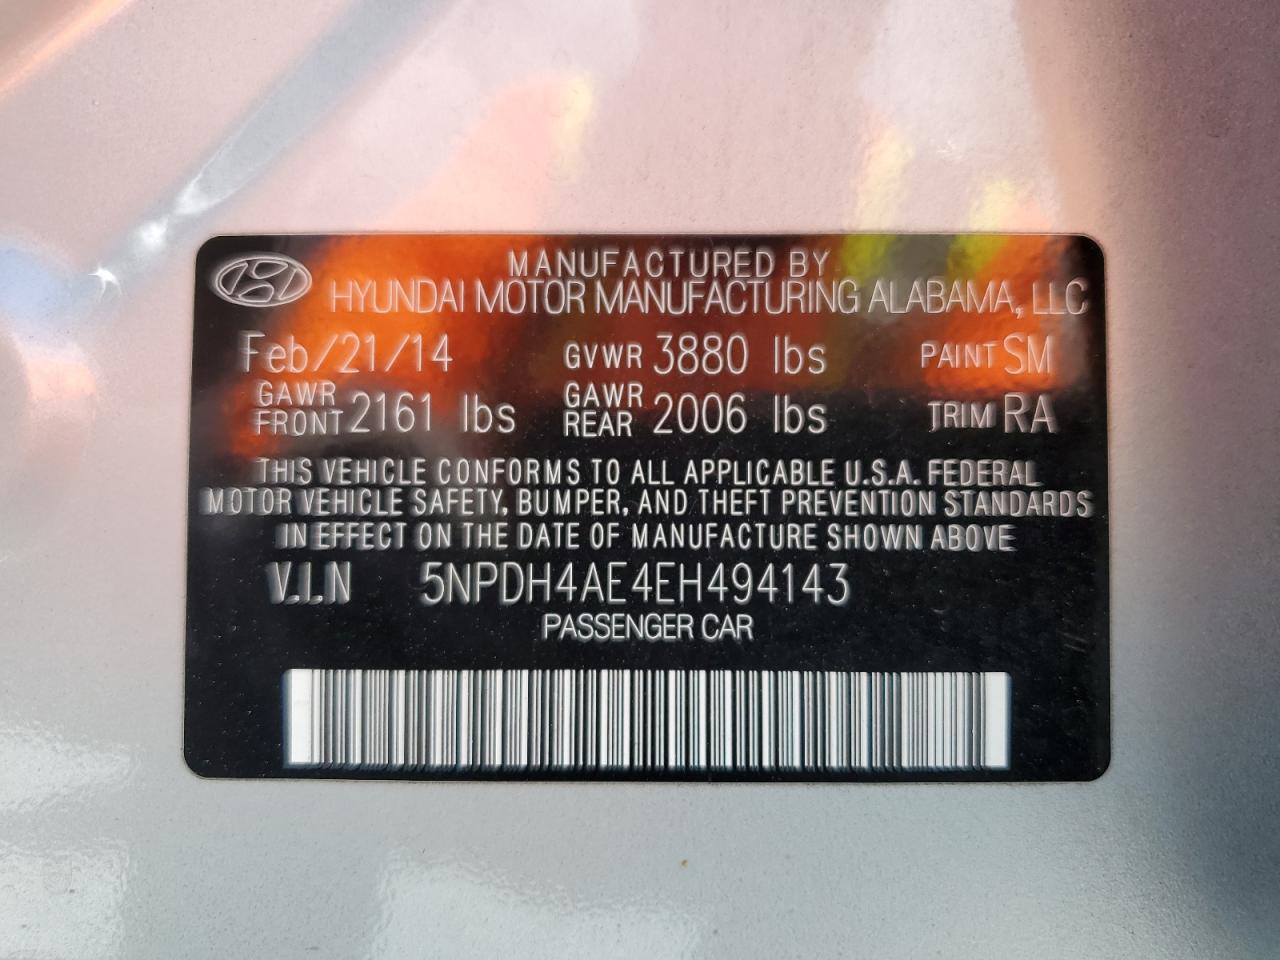 MANUFACTURED BY
HYUNDAI MOTOR MANUFACTURING ALABAMA, LLC
Feb/21/14 GVWR 3880 lbs PAINT SM
GAWR FRONT 2161 lbs GAWR REAR 2006 lbs TRIM RA
THIS VEHICLE CONFORMS TO ALL APPLICABLE U.S.A. FEDERAL
MOTOR VEHICLE SAFETY, BUMPER, AND THEFT PREVENTION STANDARDS
IN EFFECT ON THE DATE OF MANUFACTURE SHOWN ABOVE
V.I.N 5NPDH4AE4EH494143
PASSENGER CAR